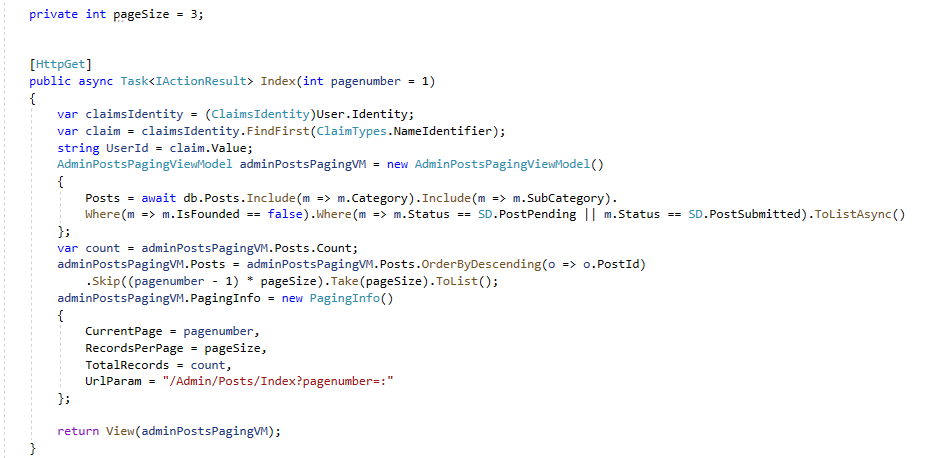 private int pageSize = 3;
[HttpGet]
public async Task<IActionResult> Index(int pagenumber = 1)
{
var claimsIdentity = (ClaimsIdentity)User.Identity;
var claim = claimsIdentity.FindFirst(ClaimTypes.NameIdentifier);
string UserId = claim.Value;
AdminPostsPagingViewModel adminPostsPagingVM = new AdminPostsPagingViewModel()
{
Posts = await db.Posts.Include(m => m.Category).Include(m => m.SubCategory).
Where(m => m.IsFounded == false).Where(m => m.Status == SD.PostPending || m.Status == SD.PostSubmitted).ToListAsync()
};
var count = adminPostsPagingVM.Posts.Count;
adminPostsPagingVM.Posts = adminPostsPagingVM.Posts.OrderByDescending(o => o.PostId)
.Skip((pagenumber - 1) * pageSize).Take(pageSize).ToList();
adminPostsPagingVM.PagingInfo = new PagingInfo()
{
CurrentPage = pagenumber,
RecordsPerPage = pageSize,
TotalRecords = count,
UrlParam = "/Admin/Posts/Index?pagenumber=:"
};
return View(adminPostsPagingVM);
}